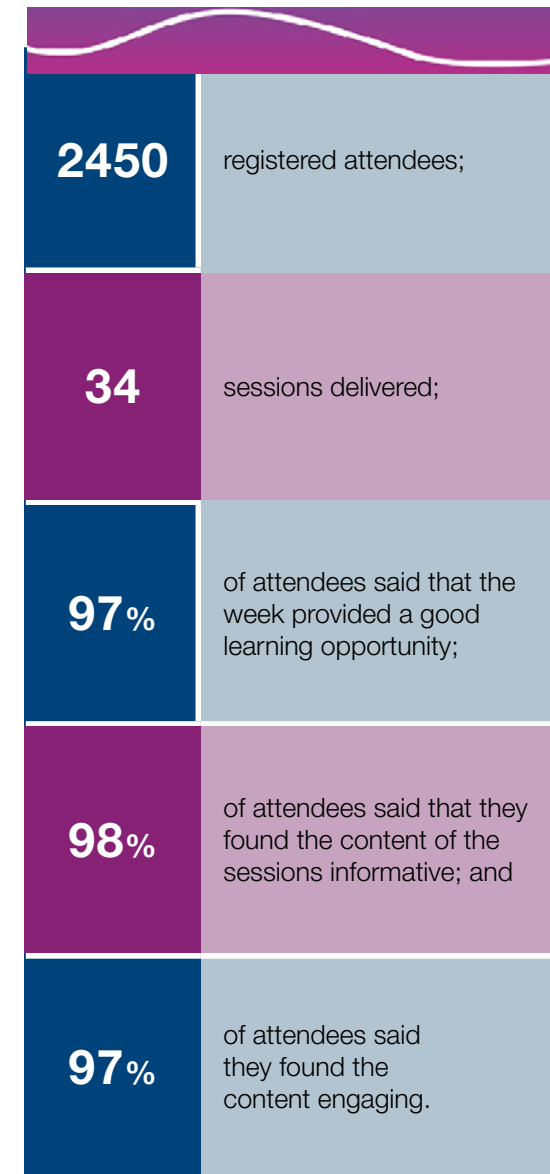 2450
registered attendees;
34
sessions delivered;
97%
of attendees said that the
week provided a good
learning opportunity;
98%
of attendees said that they
found the content of the
sessions informative; and
97%
of attendees said
they found the
content engaging.